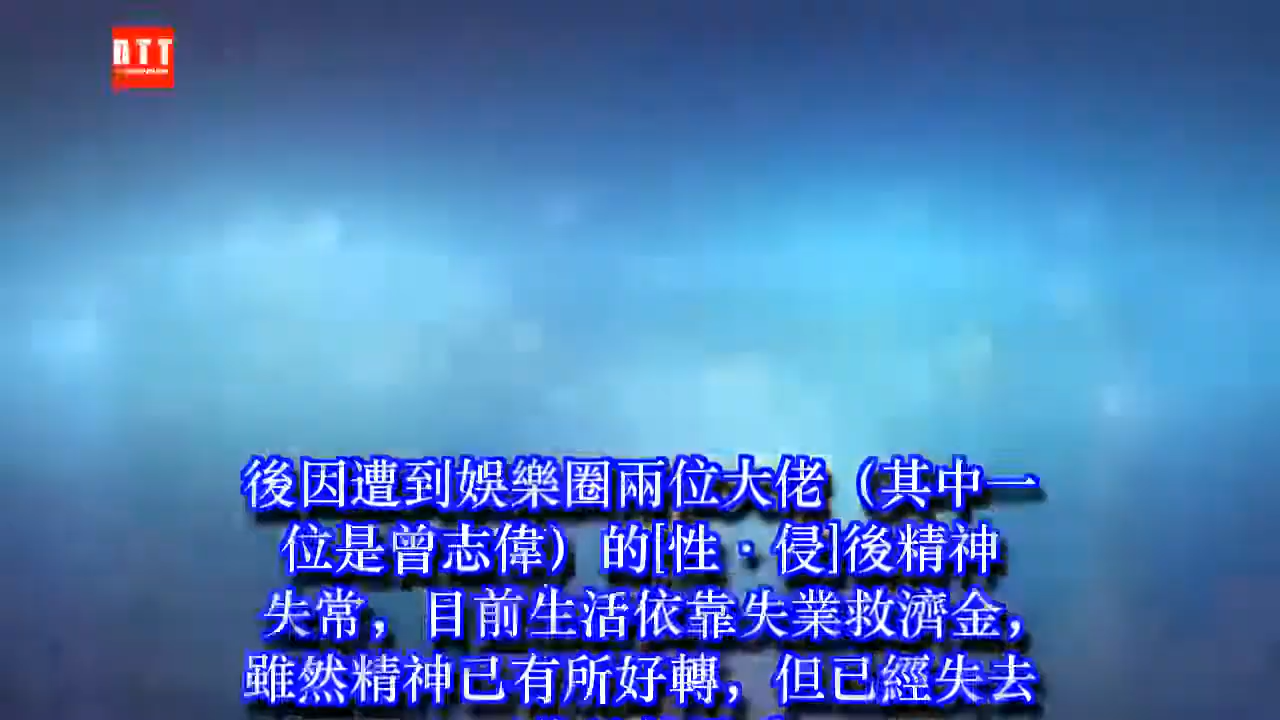 DTT
後因遭到娛樂圈兩位大佬（其中一
位是曾志偉）的[性·侵]後精神
失常，目前生活依靠失業救濟金，
雖然精神已有所好轉，但已經失去